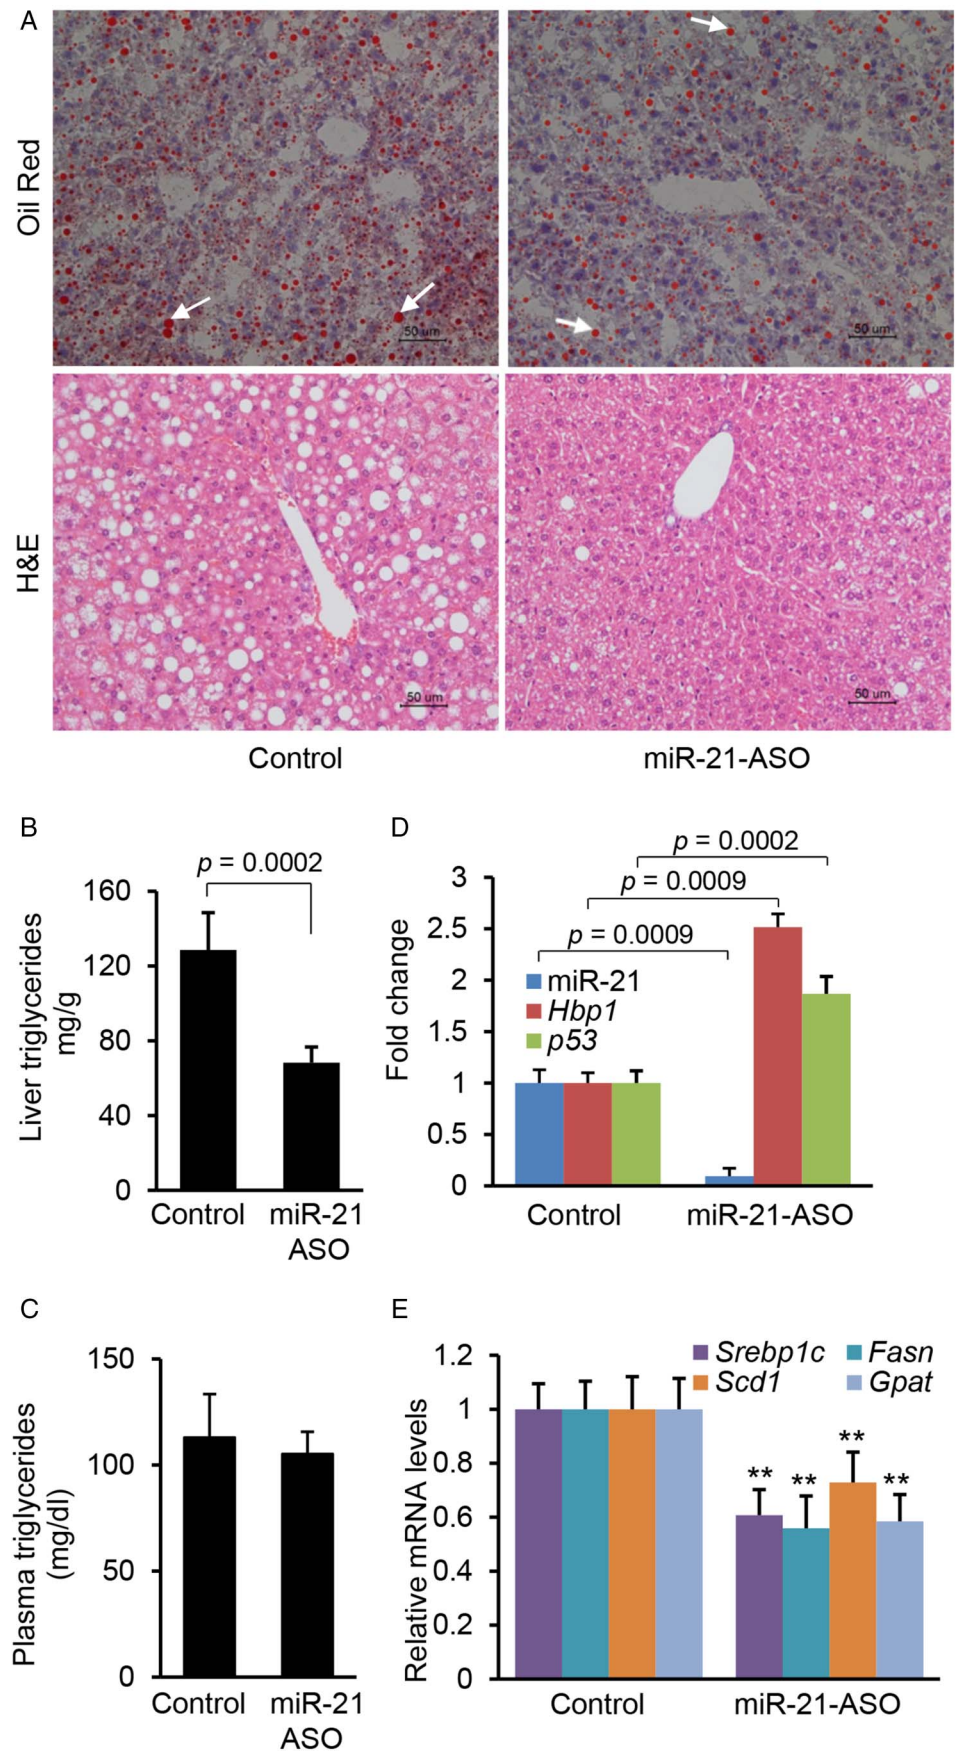 A
Oil Red
50 um
50 um
H&E
50 um
50 um
Control
miR-21-ASO
B
p = 0.0002
Liver triglycerides
mg/g
160
120
80
40
0
Control
miR-21
ASO
D
p = 0.0002
p = 0.0009
p = 0.0009
Fold change
3
2.5
2
1.5
1
0.5
0
miR-21
Hbp1
p53
Control
miR-21-ASO
C
Plasma triglycerides
(mg/dl)
150
100
50
0
Control
miR-21
ASO
E
Relative mRNA levels
1.2
1
0.8
0.6
0.4
0.2
0
Srebp1c
Fasn
Scd1
Gpat
** ** ** **
Control
miR-21-ASO